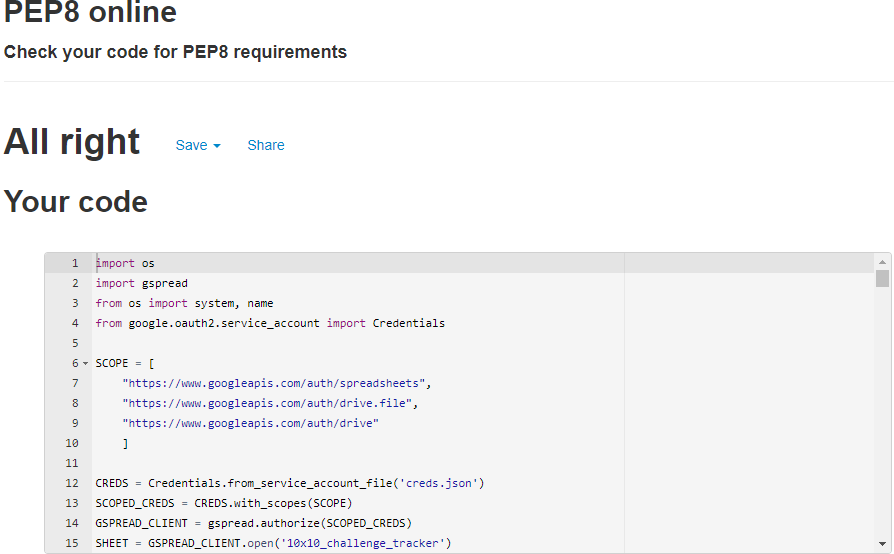 PEP8 online
Check your code for PEP8 requirements
All right Save Share
Your code
1 import os
2 import gspread
3 from os import system, name
4 from google.oauth2.service_account import Credentials
5
6 SCOPE = [
7 "https://www.googleapis.com/auth/spreadsheets",
8 "https://www.googleapis.com/auth/drive.file",
9 "https://www.googleapis.com/auth/drive"
10 ]
11
12 CREDS = Credentials.from_service_account_file('creds.json')
13 SCOPED_CREDS = CREDS.with_scopes(SCOPE)
14 GSPREAD_CLIENT = gspread.authorize(SCOPED_CREDS)
15 SHEET = GSPREAD_CLIENT.open('10x10_challenge_tracker')